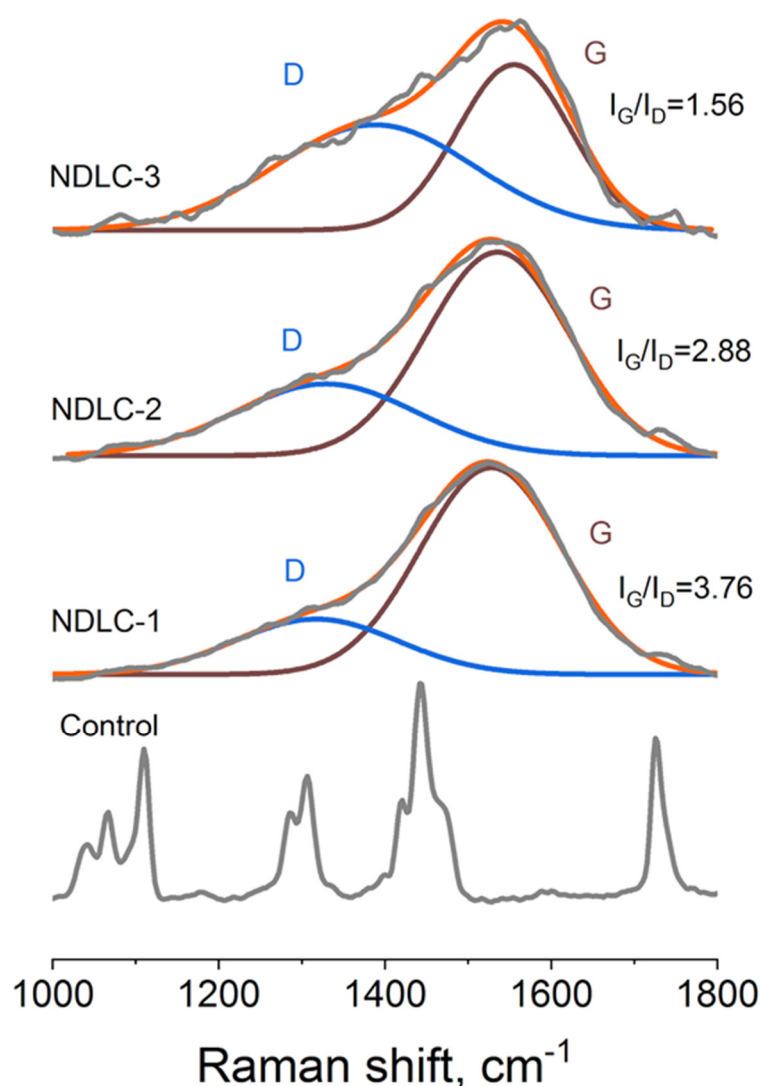 D
G
I_G/I_D=1.56
NDLC-3
D
G
I_G/I_D=2.88
NDLC-2
D
G
I_G/I_D=3.76
NDLC-1
Control
1000 1200 1400 1600 1800
Raman shift, cm⁻¹